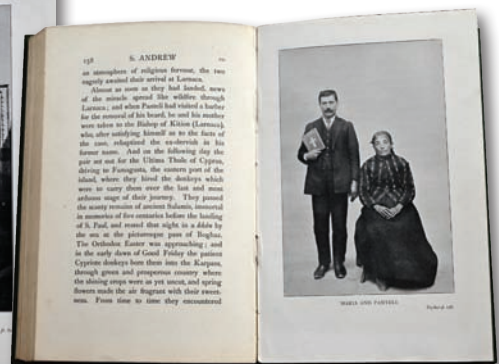 158 S. ANDREW
an atmosphere of religious fervour, the two
eagerly awaited their arrival at Larnaca.
Almost as soon as they had landed, news
of the miracle spread like wildfire through
Larnaca; and when Panteli had visited a barber
for the removal of his beard, he and his mother
were taken to the Bishop of Kition (Larnaca),
who, after satisfying himself as to the facts of
the case, rebaptized the ex-dervish in his
former name. And on the following day the
pair set out for the Ultima Thule of Cyprus,
driving to Famagusta, the eastern port of the
island, where they hired the donkeys which
were to carry them over the last and most
arduous stage of their journey. They passed
the scanty remains of ancient Salamis, immortal
in memories of five centuries before the landing
of S. Paul, and rested that night in a khân by
the sea at the picturesque pass of Boghaz.
The Orthodox Easter was approaching; and
in the early dawn of Good Friday the patient
Cypriote donkeys bore them into the Karpass,
through green and prosperous country where
the shining crops were as yet uncut, and spring
flowers made the air fragrant with their sweet-
ness. From time to time they encountered
MARIA AND PANTELI.